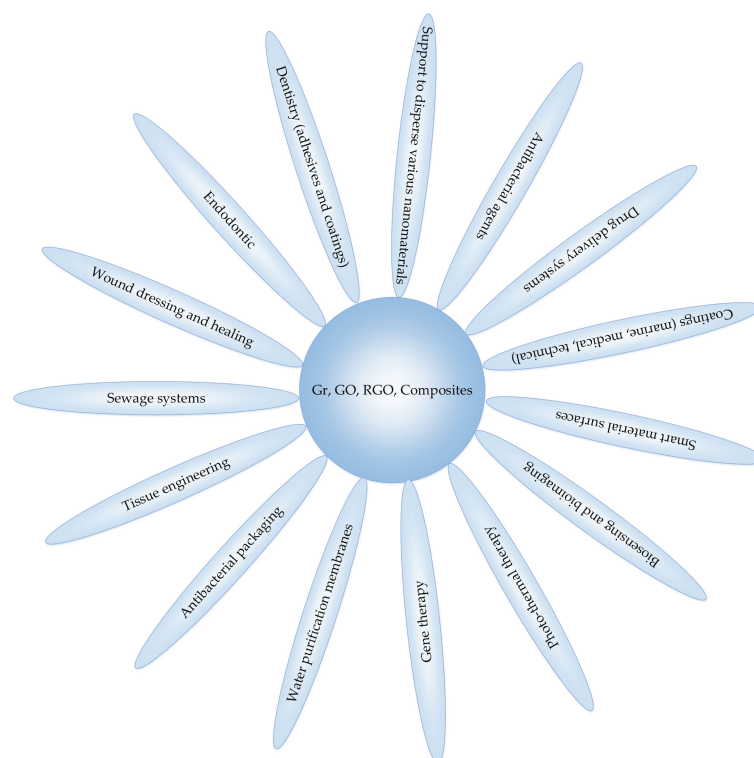 Gr, GO, RGO, Composites
Support to disperse various nanomaterials
Antibacterial agents
Drug delivery systems
Coatings (marine, medical, technical)
Smart material surfaces
Biosensing and bioimaging
Photo-thermal therapy
Gene therapy
Water purification membranes
Antibacterial packaging
Tissue engineering
Sewage systems
Wound dressing and healing
Endodontic
Dentistry (adhesives and coatings)